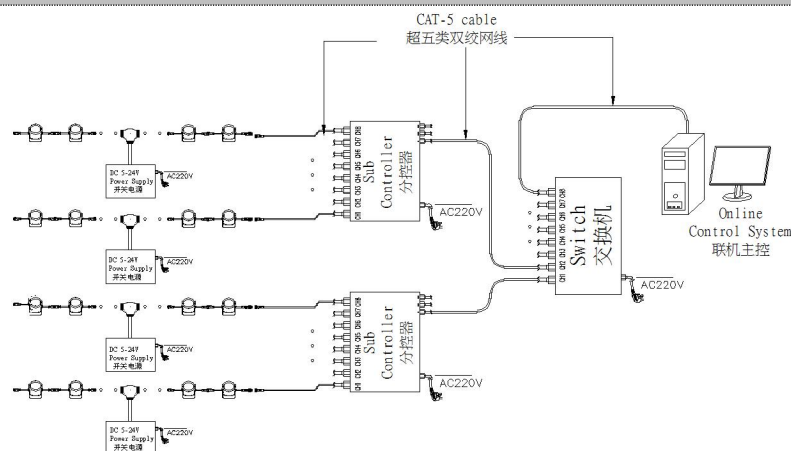 CAT-5 cable
超五类双绞网线
CH1 CH2 CH3 CH4 CH5 CH6 CH7 CH8
Sub
Controller
分控器
AC220V
DC 5-24V
Power Supply
开关电源
AC220V
DC 5-24V
Power Supply
开关电源
AC220V
CH1 CH2 CH3 CH4 CH5 CH6 CH7 CH8
Switch
交换机
AC220V
Online
Control System
联机主控
CH1 CH2 CH3 CH4 CH5 CH6 CH7 CH8
Sub
Controller
分控器
AC220V
DC 5-24V
Power Supply
开关电源
AC220V
DC 5-24V
Power Supply
开关电源
AC220V